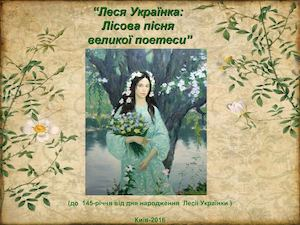 “Леся Українка:
Лісова пісня
великої поетеси”
(до 145-річчя від дня народження Лесі Українки )
Київ-2016